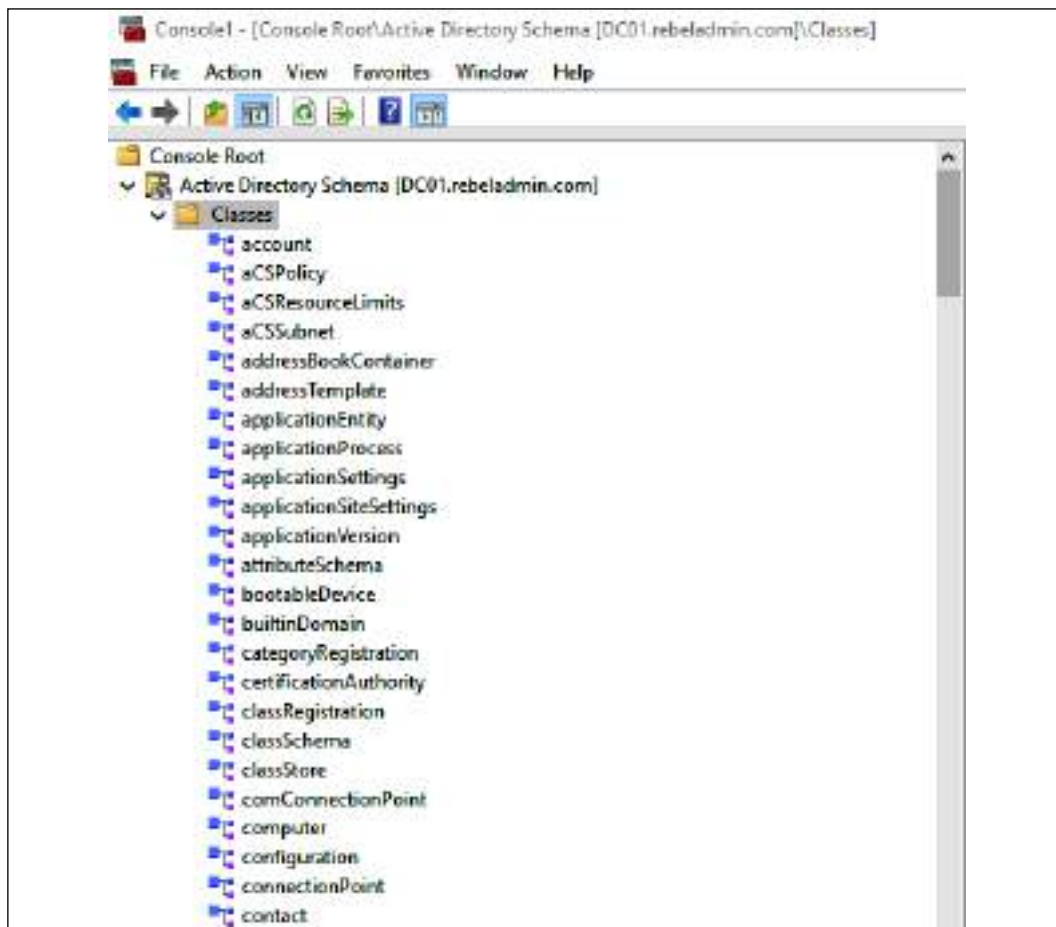 Console1 - [Console Root\Active Directory Schema [DC01.rebeladmin.com]\Classes]
File Action View Favorites Window Help
Console Root
Active Directory Schema [DC01.rebeladmin.com]
Classes
account
aCSPolicy
aCSResourceLimits
aCSSubnet
addressBookContainer
addressTemplate
applicationEntity
applicationProcess
applicationSettings
applicationSiteSettings
applicationVersion
attributeSchema
bootableDevice
builtinDomain
categoryRegistration
certificationAuthority
classRegistration
classSchema
classStore
comConnectionPoint
computer
configuration
connectionPoint
contact